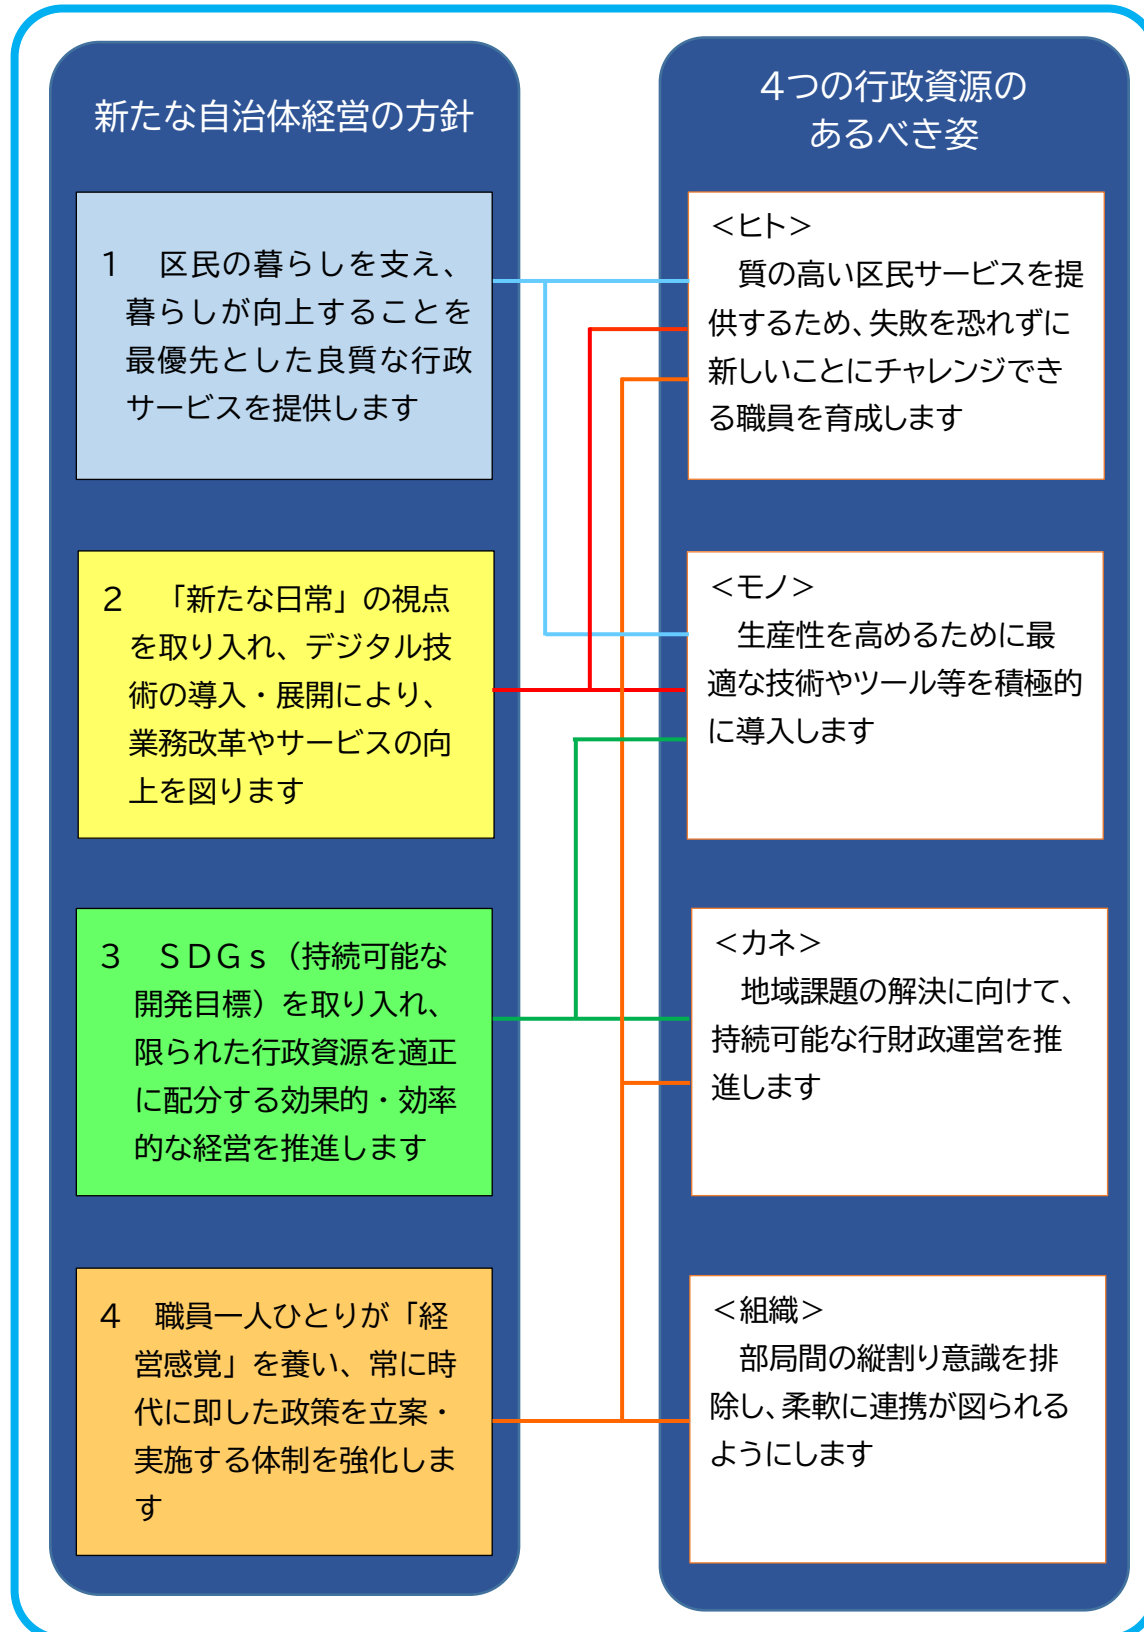 新たな自治体経営の方針
1　区民の暮らしを支え、
暮らしが向上することを
最優先とした良質な行政
サービスを提供します
2　「新たな日常」の視点
を取り入れ、デジタル技
術の導入・展開により、
業務改革やサービスの向
上を図ります
3　ＳＤＧｓ（持続可能な
開発目標）を取り入れ、
限られた行政資源を適正
に配分する効果的・効率
的な経営を推進します
4　職員一人ひとりが「経
営感覚」を養い、常に時
代に即した政策を立案・
実施する体制を強化しま
す
4つの行政資源の
あるべき姿
＜ヒト＞
質の高い区民サービスを提
供するため、失敗を恐れずに
新しいことにチャレンジでき
る職員を育成します
＜モノ＞
生産性を高めるために最
適な技術やツール等を積極的
に導入します
＜カネ＞
地域課題の解決に向けて、
持続可能な行財政運営を推
進します
＜組織＞
部局間の縦割り意識を排
除し、柔軟に連携が図られる
ようにします